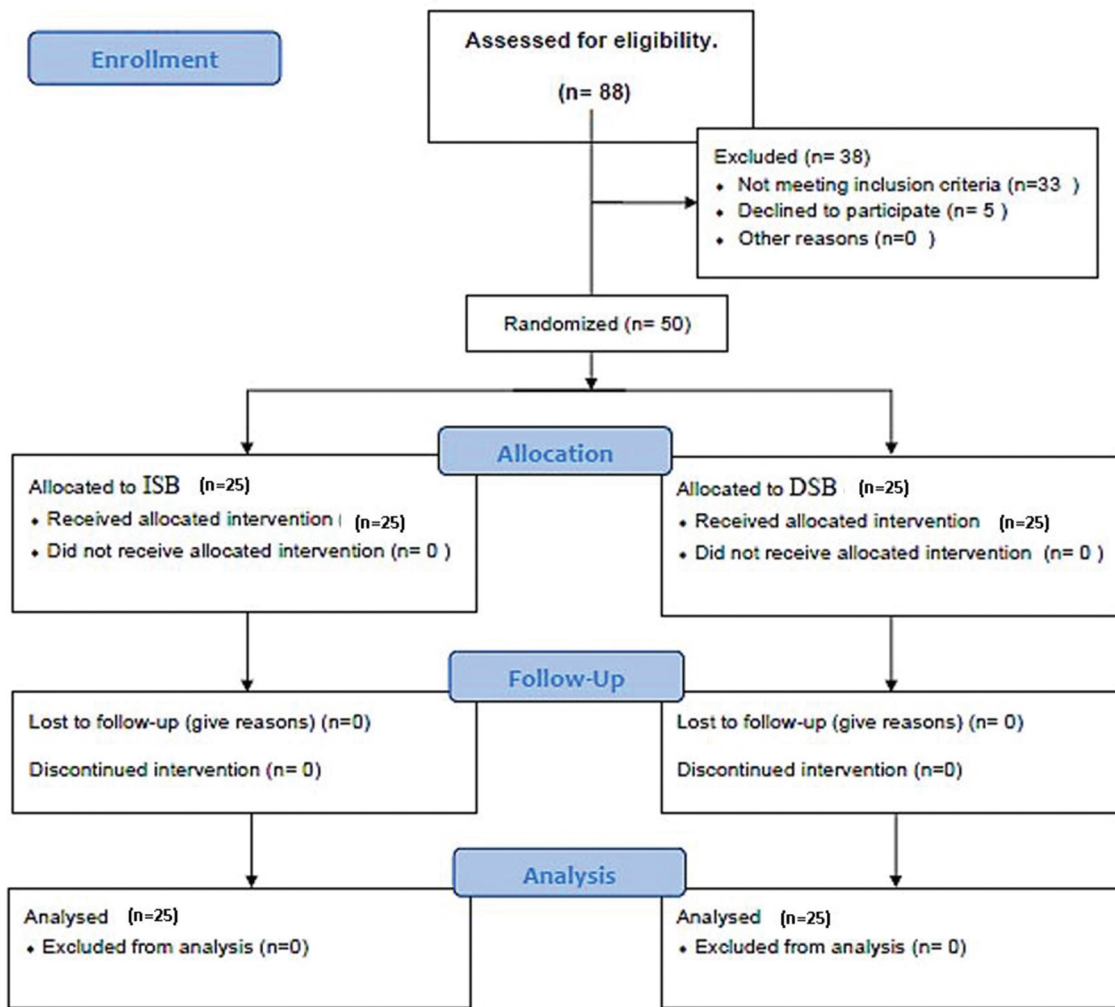 Enrollment
Assessed for eligibility.
(n= 88)
Excluded (n= 38)
⬥ Not meeting inclusion criteria (n=33 )
⬥ Declined to participate (n= 5 )
⬥ Other reasons (n=0 )
Randomized (n= 50)
Allocation
Allocated to ISB (n=25)
⬥ Received allocated intervention ( (n=25)
⬥ Did not receive allocated intervention (n= 0 )
Allocated to DSB (n=25)
⬥ Received allocated intervention (n=25)
⬥ Did not receive allocated intervention (n= 0 )
Follow-Up
Lost to follow-up (give reasons) (n=0)
Discontinued intervention (n= 0)
Lost to follow-up (give reasons) (n= 0)
Discontinued intervention (n=0)
Analysis
Analysed (n=25)
⬥ Excluded from analysis (n=0)
Analysed (n=25)
⬥ Excluded from analysis (n= 0)